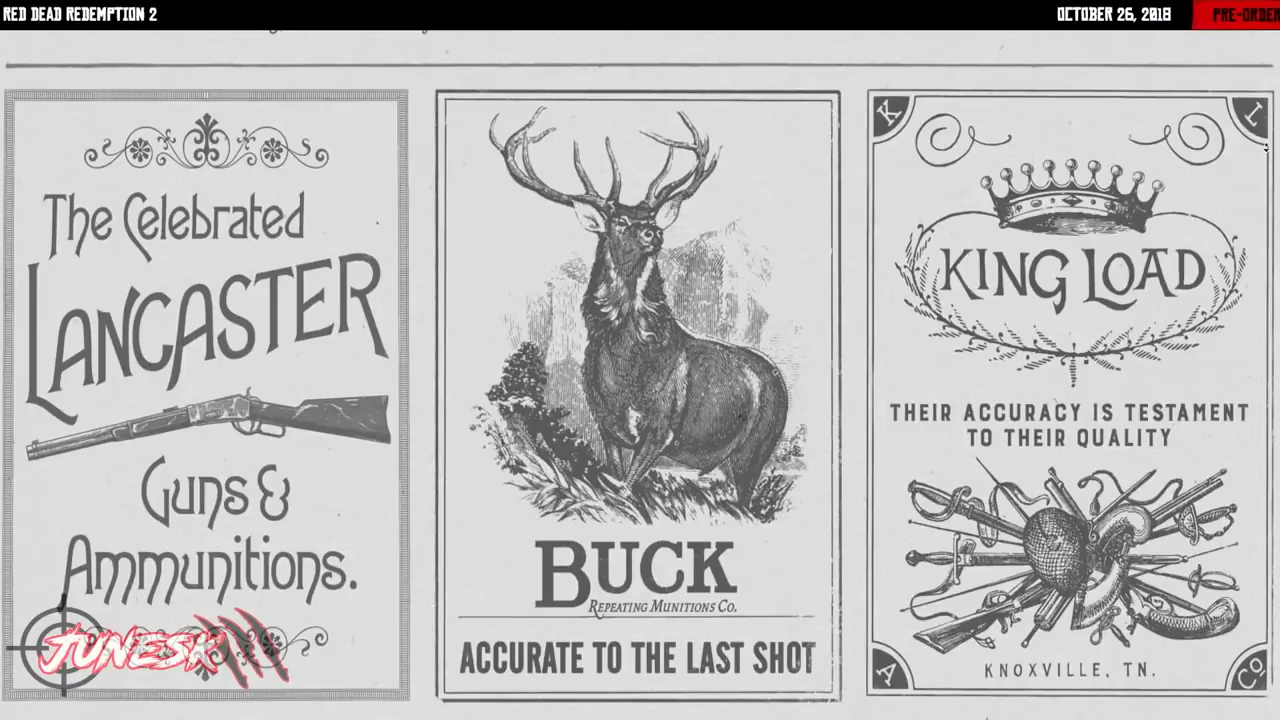 RED DEAD REDEMPTION 2
OCTOBER 26, 2018
PRE-ORDER
The Celebrated
LANCASTER
Guns &
Ammunitions.
JUNESK
BUCK
REPEATING MUNITIONS CO.
ACCURATE TO THE LAST SHOT
K
I
KING LOAD
THEIR ACCURACY IS TESTAMENT
TO THEIR QUALITY
KNOXVILLE, TN.
A
Co